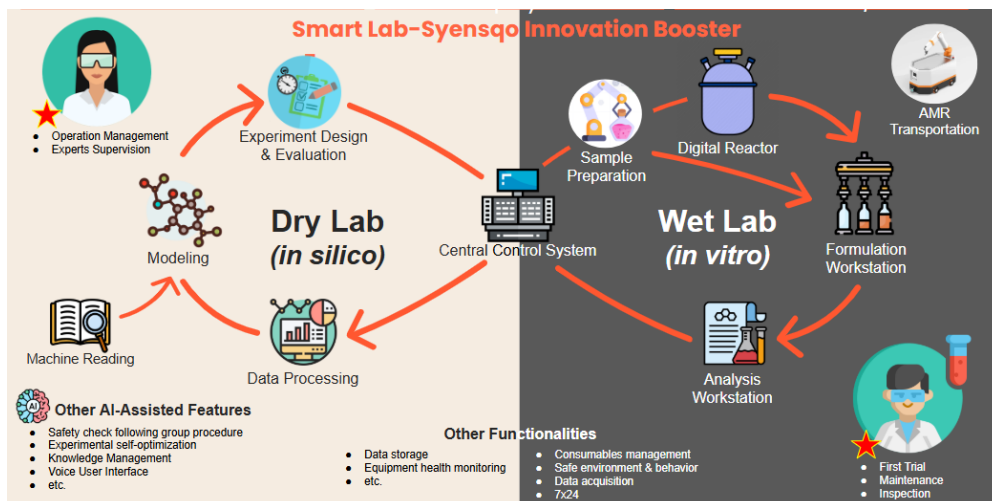 Smart Lab-Syensqo Innovation Booster
Operation Management
Experts Supervision
Experiment Design
& Evaluation
Modeling
Dry Lab
(in silico)
Machine Reading
Data Processing
Central Control System
Sample
Preparation
Digital Reactor
AMR
Transportation
Wet Lab
(in vitro)
Formulation
Workstation
Analysis
Workstation
AI
Other AI-Assisted Features
Safety check following group procedure
Experimental self-optimization
Knowledge Management
Voice User Interface
etc.
Other Functionalities
Data storage
Equipment health monitoring
etc.
Consumables management
Safe environment & behavior
Data acquisition
7x24
First Trial
Maintenance
Inspection